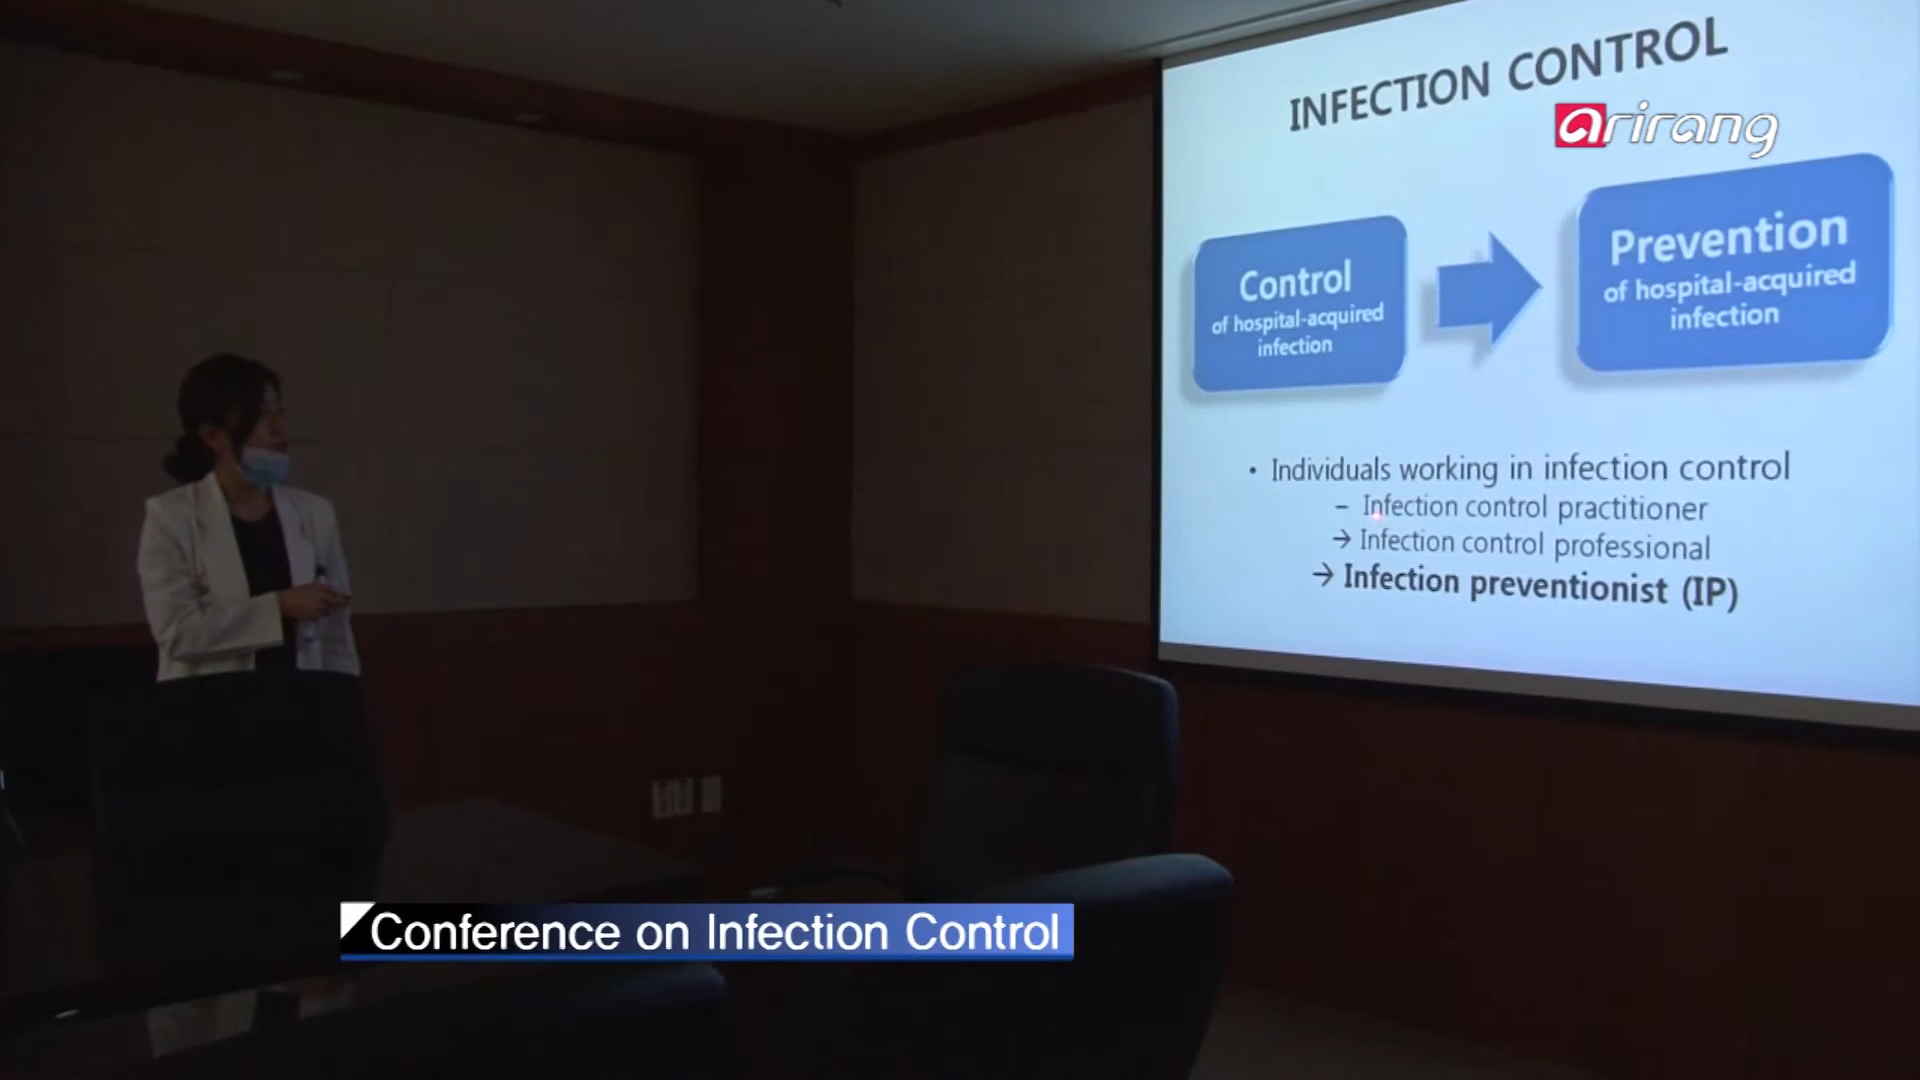 INFECTION CONTROL
arirang
Control
of hospital-acquired
infection
Prevention
of hospital-acquired
infection
• Individuals working in infection control
– Infection control practitioner
→ Infection control professional
→ Infection preventionist (IP)
Conference on Infection Control